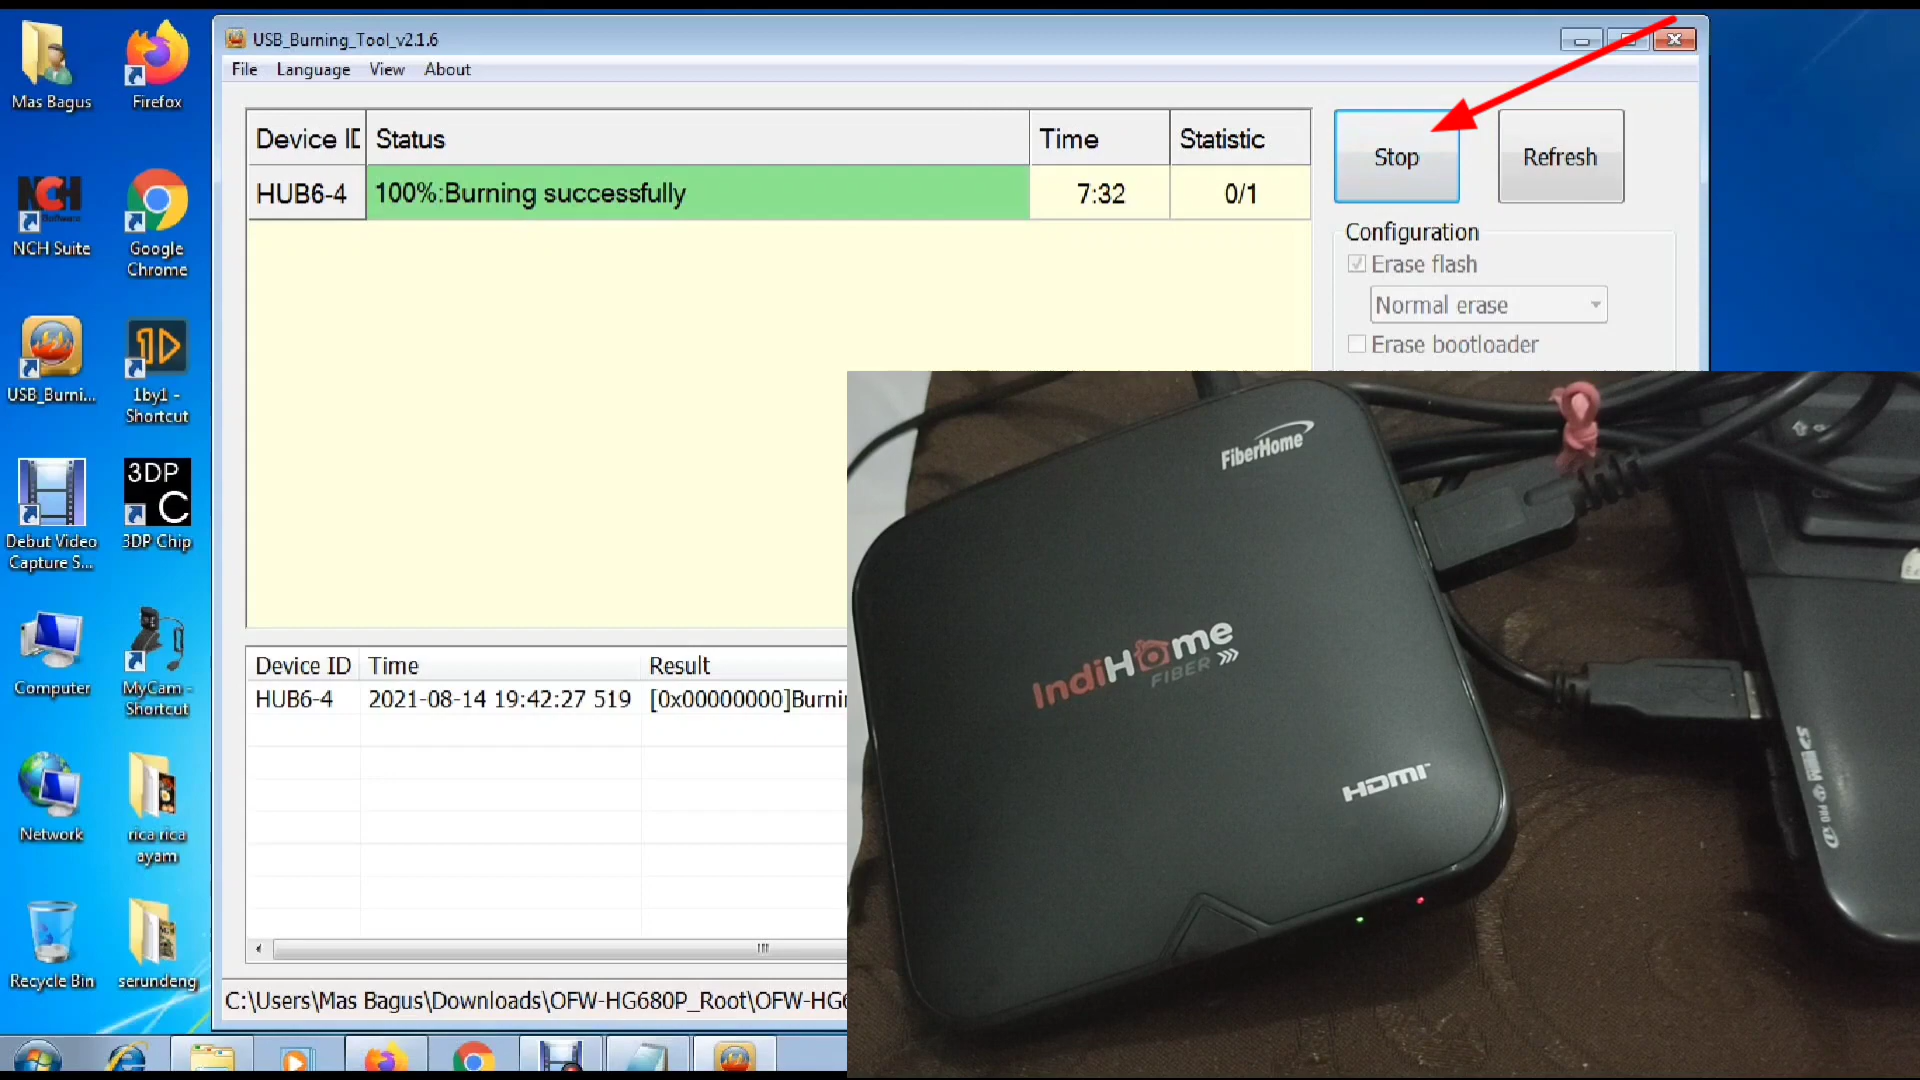 USB_Burning_Tool_v2.1.6
File Language View About
Device ID Status Time Statistic
HUB6-4 100%:Burning successfully 7:32 0/1
Stop
Refresh
Configuration
Erase flash
Normal erase
Erase bootloader
Device ID Time Result
HUB6-4 2021-08-14 19:42:27 519 [0x00000000]Burnin
C:\Users\Mas Bagus\Downloads\OFW-HG680P_Root\OFW-HG6
Mas Bagus
Firefox
NCH Software
NCH Suite
Google
Chrome
USB_Burni...
1by1 -
Shortcut
3DP
C
Debut Video
Capture S...
3DP Chip
Computer
MyCam -
Shortcut
Network
rica rica
ayam
Recycle Bin
serundeng
FiberHome
IndiHome
FIBER
HDMI